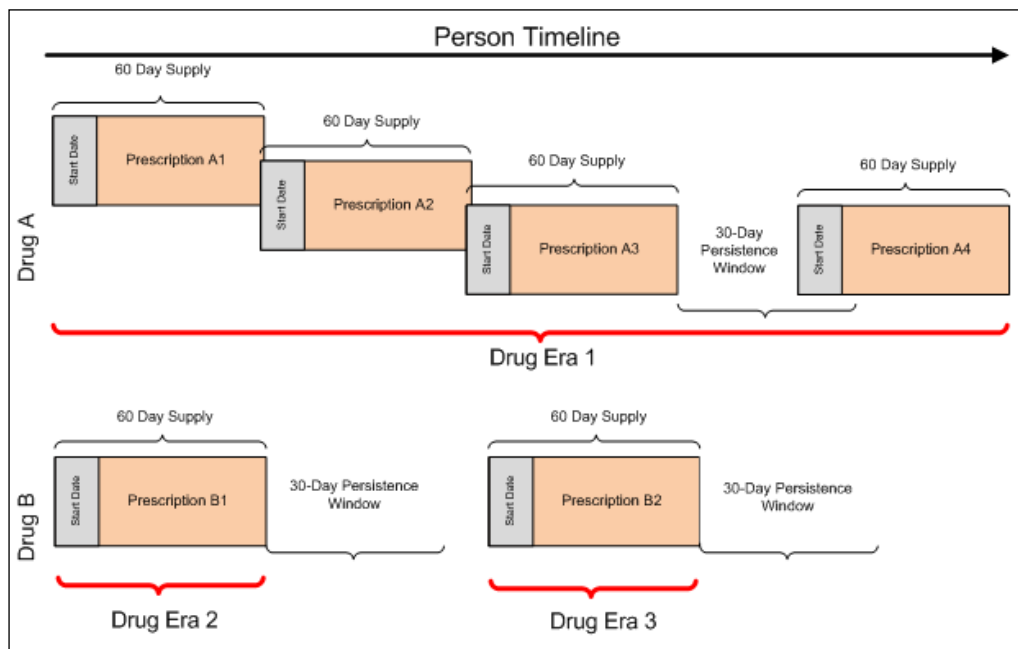 Person Timeline
60 Day Supply
60 Day Supply
60 Day Supply
60 Day Supply
Drug A
Start Date
Prescription A1
Start Date
Prescription A2
Start Date
Prescription A3
30-Day
Persistence
Window
Start Date
Prescription A4
Drug Era 1
60 Day Supply
60 Day Supply
Drug B
Start Date
Prescription B1
30-Day Persistence
Window
Start Date
Prescription B2
30-Day Persistence
Window
Drug Era 2
Drug Era 3